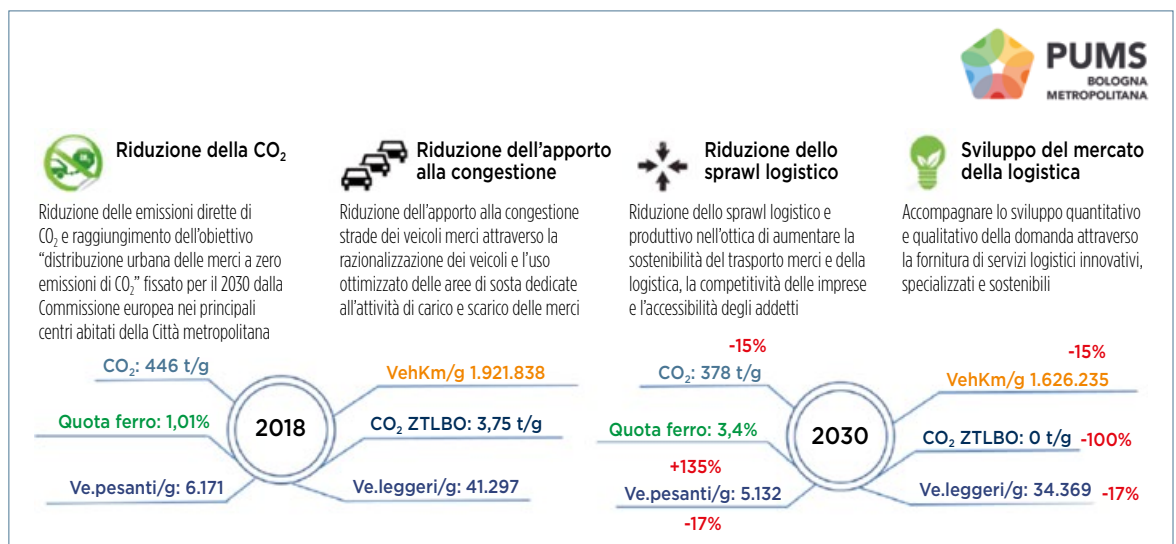 PUMS
BOLOGNA
METROPOLITANA
Riduzione della CO₂
Riduzione delle emissioni dirette di
CO₂ e raggiungimento dell'obiettivo
"distribuzione urbana delle merci a zero
emissioni di CO₂" fissato per il 2030 dalla
Commissione europea nei principali
centri abitati della Città metropolitana
Riduzione dell'apporto
alla congestione
Riduzione dell'apporto alla congestione
strade dei veicoli merci attraverso la
razionalizzazione dei veicoli e l'uso
ottimizzato delle aree di sosta dedicate
all'attività di carico e scarico delle merci
Riduzione dello
sprawl logistico
Riduzione dello sprawl logistico e
produttivo nell'ottica di aumentare la
sostenibilità del trasporto merci e della
logistica, la competitività delle imprese
e l'accessibilità degli addetti
Sviluppo del mercato
della logistica
Accompagnare lo sviluppo quantitativo
e qualitativo della domanda attraverso
la fornitura di servizi logistici innovativi,
specializzati e sostenibili
CO₂: 446 t/g
Quota ferro: 1,01%
Ve.pesanti/g: 6.171
2018
VehKm/g 1.921.838
CO₂ ZTLBO: 3,75 t/g
Ve.leggeri/g: 41.297
-15%
CO₂: 378 t/g
Quota ferro: 3,4%
+135%
Ve.pesanti/g: 5.132
-17%
2030
-15%
VehKm/g 1.626.235
CO₂ ZTLBO: 0 t/g -100%
Ve.leggeri/g: 34.369 -17%